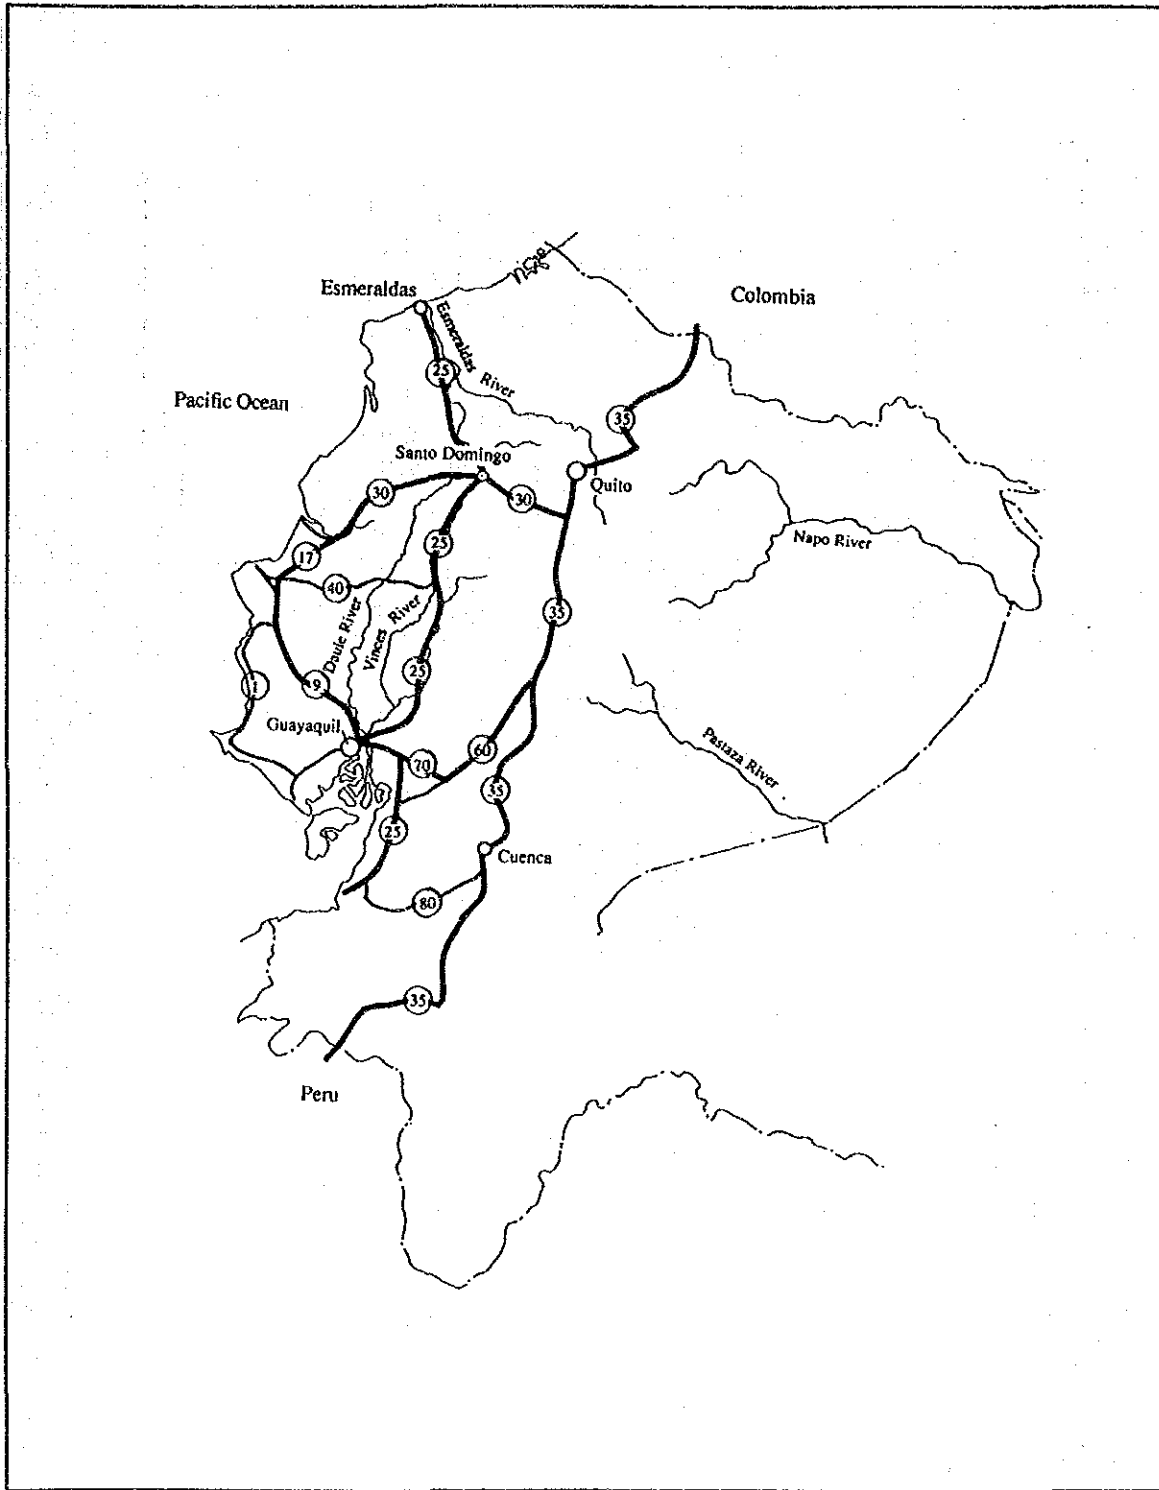 Esmeraldas
Colombia
Esmeraldas River
25
Pacific Ocean
35
Santo Domingo
Quito
30
30
25
Napo River
17
40
Daule River
Vinces River
35
25
1
9
Guayaquil
70
60
Pastaza River
35
25
Cuenca
80
35
Peru